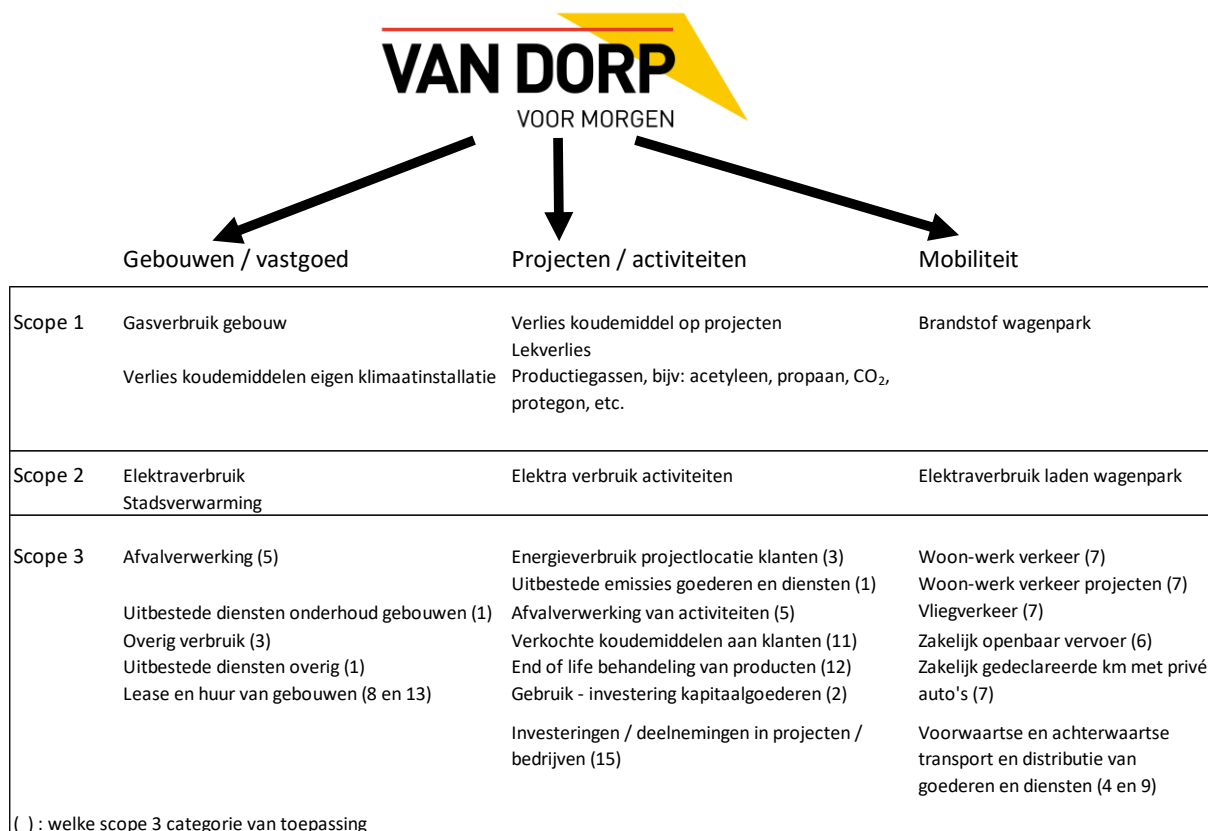 VAN DORP
VOOR MORGEN
Gebouwen / vastgoed
Projecten / activiteiten
Mobiliteit
Scope 1
Gasverbruik gebouw
Verlies koudemiddelen eigen klimaatinstallatie
Verlies koudemiddel op projecten
Lekverlies
Productiegassen, bijv: acetyleen, propaan, CO₂,
protegon, etc.
Brandstof wagenpark
Scope 2
Elektraverbruik
Stadsverwarming
Elektra verbruik activiteiten
Elektraverbruik laden wagenpark
Scope 3
Afvalverwerking (5)
Uitbestede diensten onderhoud gebouwen (1)
Overig verbruik (3)
Uitbestede diensten overig (1)
Lease en huur van gebouwen (8 en 13)
Energieverbruik projectlocatie klanten (3)
Uitbestede emissies goederen en diensten (1)
Afvalverwerking van activiteiten (5)
Verkochte koudemiddelen aan klanten (11)
End of life behandeling van producten (12)
Gebruik - investering kapitaalgoederen (2)
Investeringen / deelnemingen in projecten /
bedrijven (15)
Woon-werk verkeer (7)
Woon-werk verkeer projecten (7)
Vliegverkeer (7)
Zakelijk openbaar vervoer (6)
Zakelijk gedeclareerde km met privé
auto's (7)
Voorwaartse en achterwaartse
transport en distributie van
goederen en diensten (4 en 9)
( ) : welke scope 3 categorie van toepassing